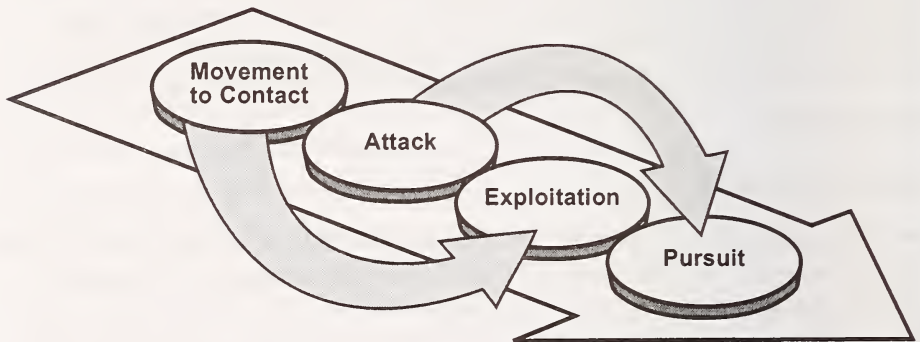 Movement
to Contact
Attack
Exploitation
Pursuit